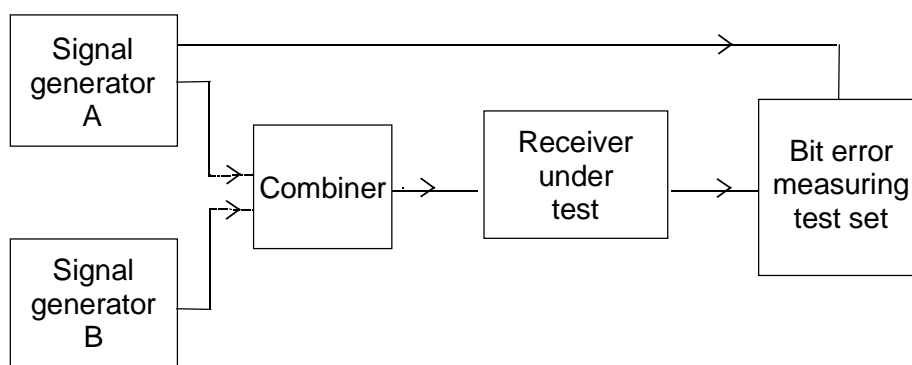 Signal
generator
A
Combiner
Receiver
under
test
Bit error
measuring
test set
Signal
generator
B